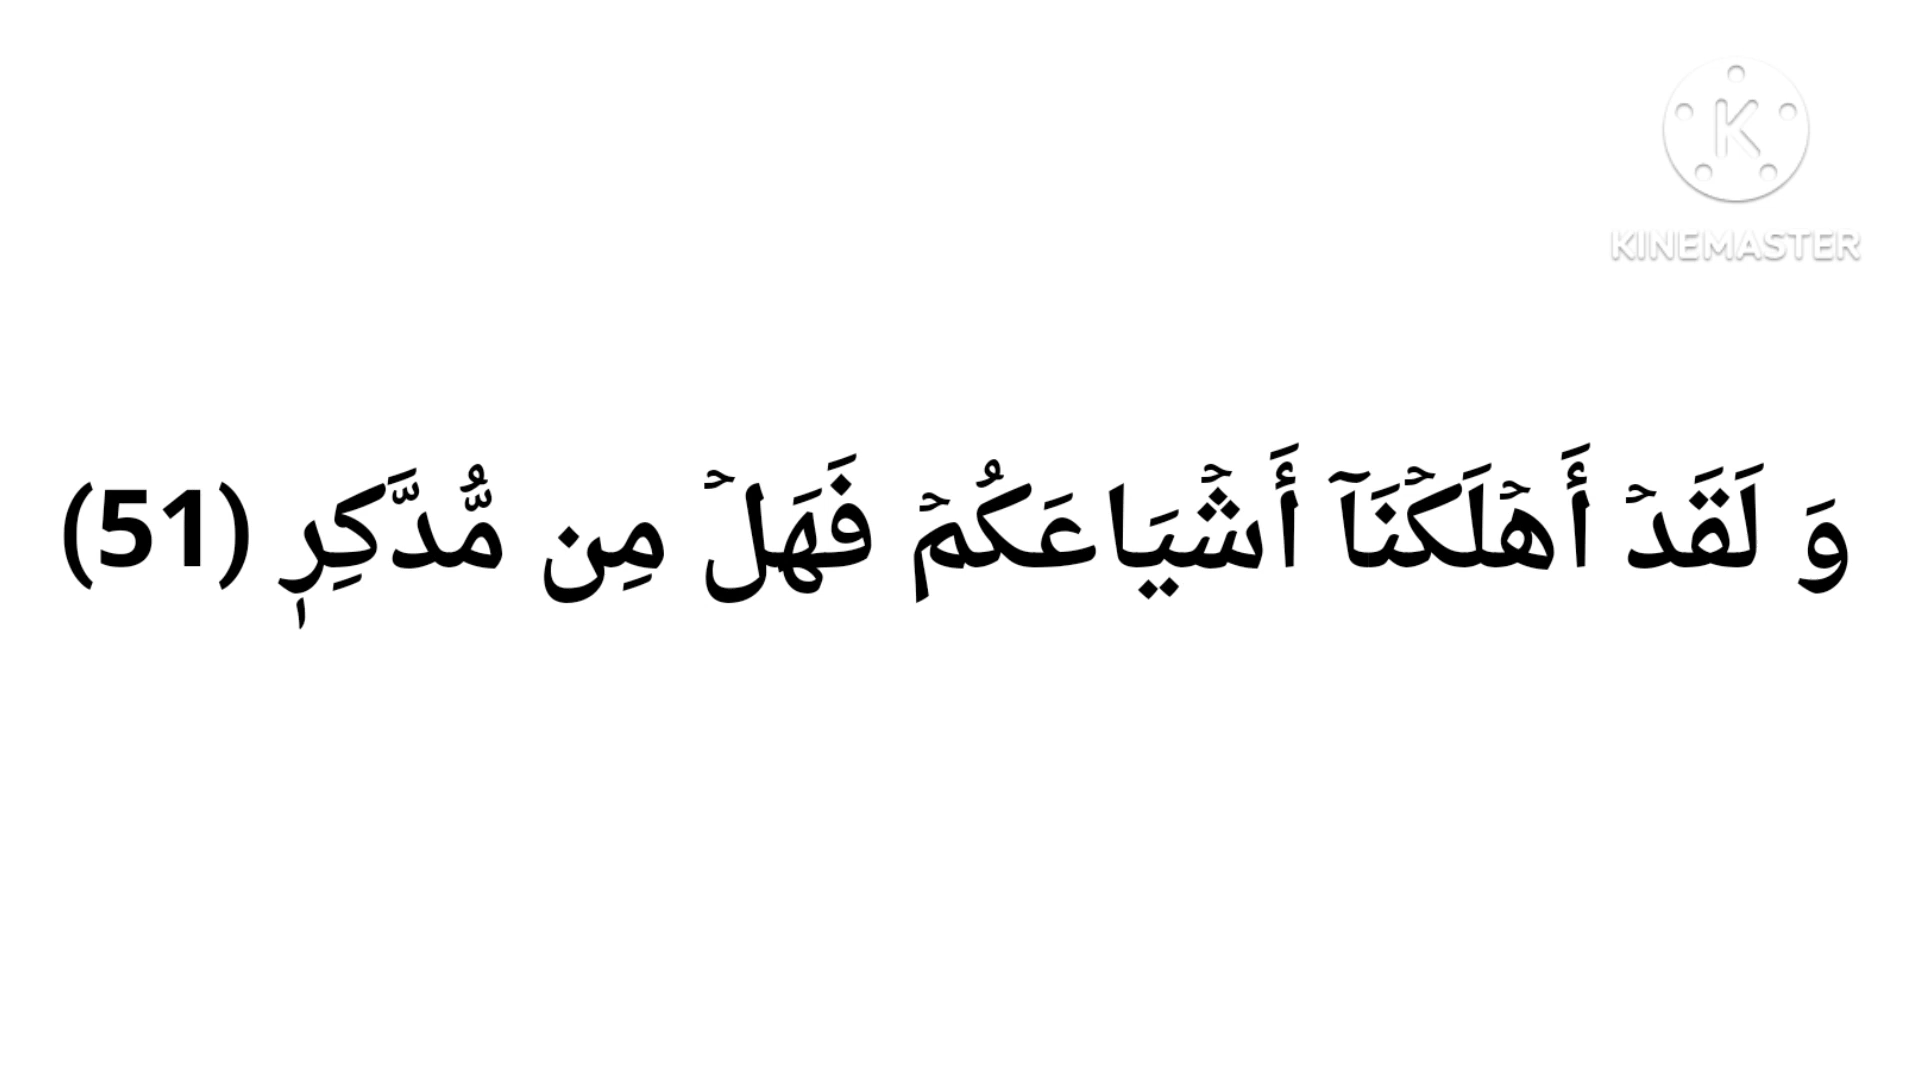 KINEMASTER
وَ لَقَدۡ أَهۡلَكۡنَآ أَشۡيَاعَكُمۡ فَهَلۡ مِن مُّدَّكِرٖ (51)